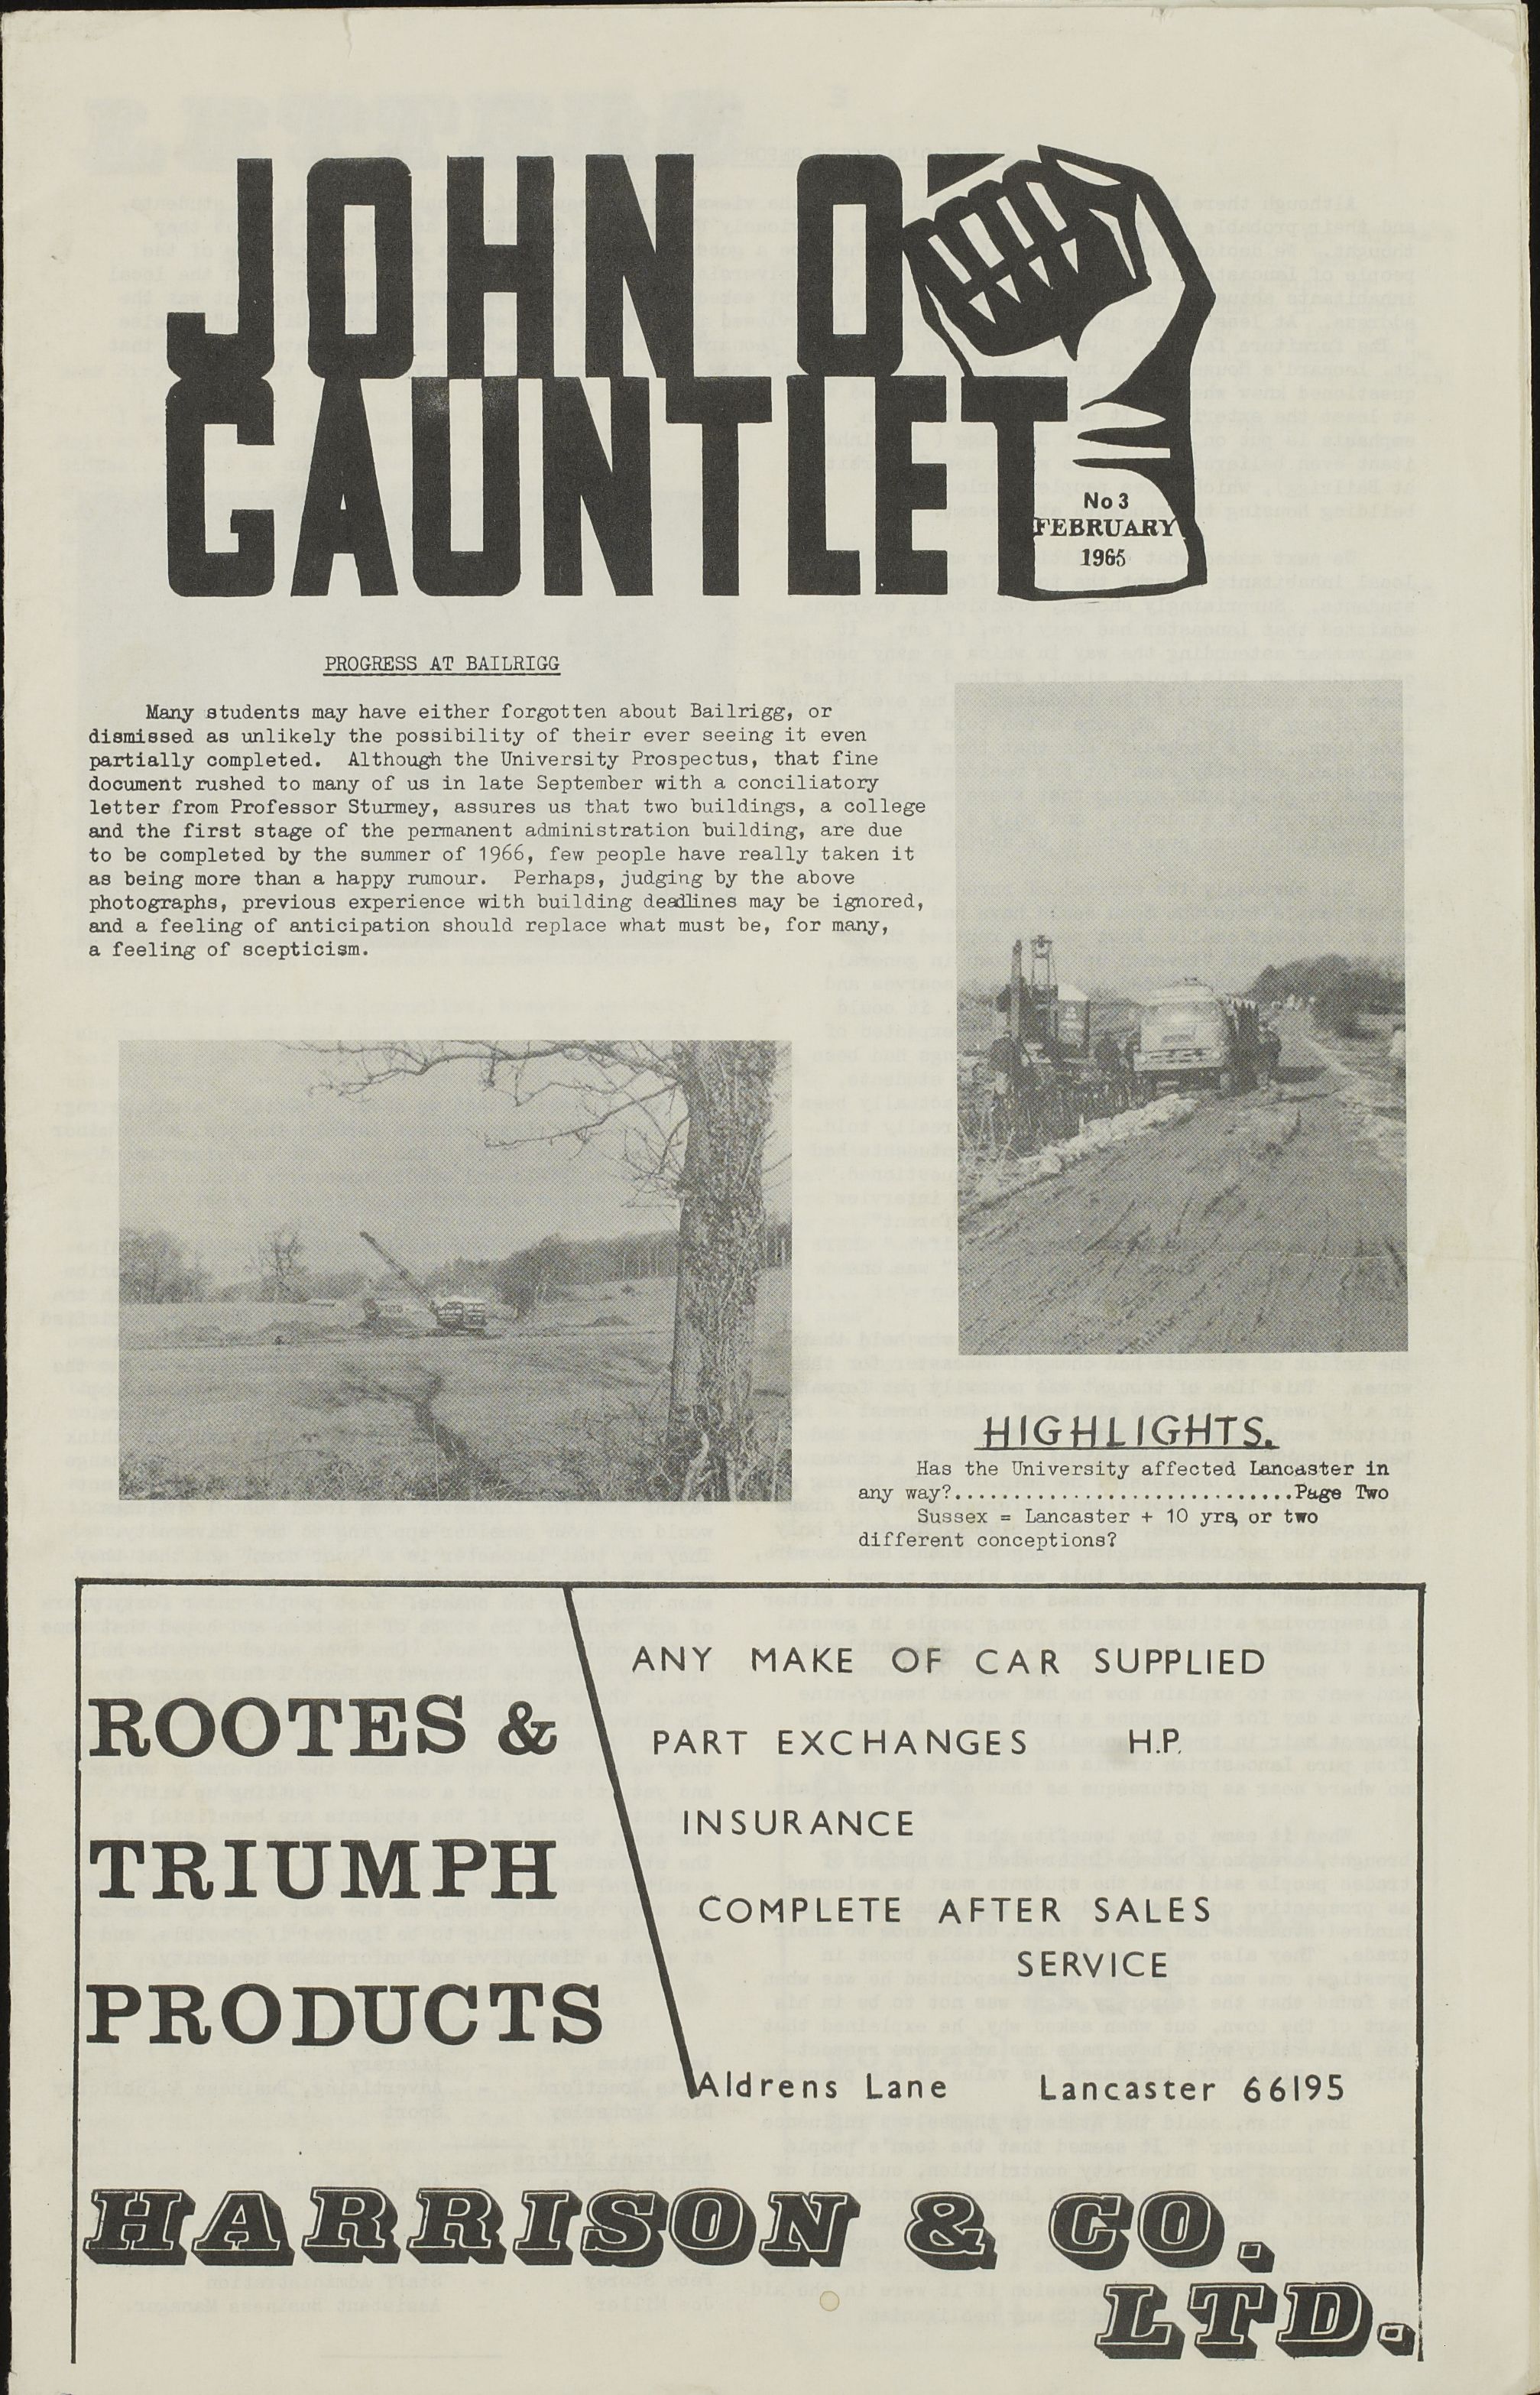 JOHN O
GAUNTLET
No 3
FEBRUARY
1965
PROGRESS AT BAILRIGG
Many students may have either forgotten about Bailrigg, or
dismissed as unlikely the possibility of their ever seeing it even
partially completed. Although the University Prospectus, that fine
document rushed to many of us in late September with a conciliatory
letter from Professor Sturmey, assures us that two buildings, a college
and the first stage of the permanent administration building, are due
to be completed by the summer of 1966, few people have really taken it
as being more than a happy rumour. Perhaps, judging by the above
photographs, previous experience with building deadlines may be ignored,
and a feeling of anticipation should replace what must be, for many,
a feeling of scepticism.
HIGHLIGHTS.
Has the University affected Lancaster in
any way?.............................Page Two
Sussex = Lancaster + 10 yrs, or two
different conceptions?
ROOTES &
TRIUMPH
PRODUCTS
ANY MAKE OF CAR SUPPLIED
PART EXCHANGES H.P.
INSURANCE
COMPLETE AFTER SALES
SERVICE
Aldrens Lane Lancaster 66195
HARRISON & CO.
LTD.